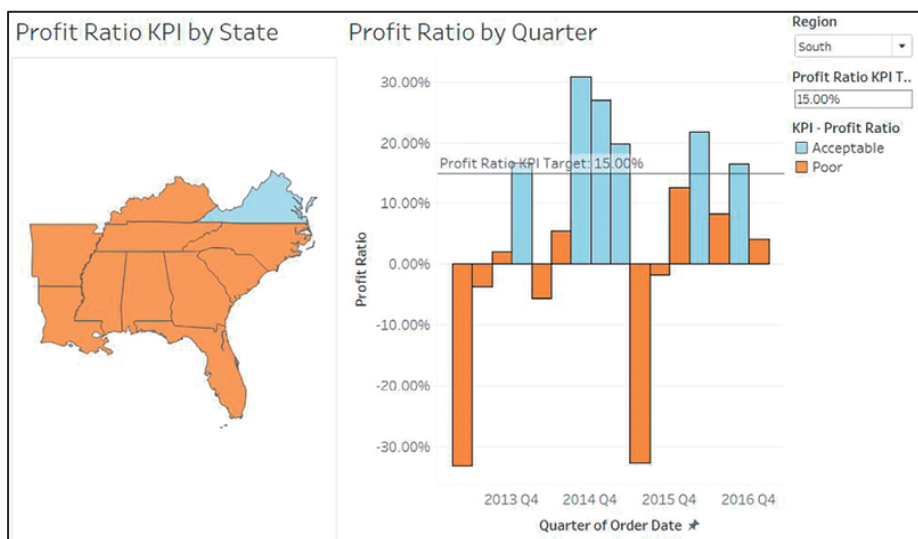 Profit Ratio KPI by State
Profit Ratio by Quarter
Region
South
Profit Ratio KPI T..
15.00%
KPI - Profit Ratio
Acceptable
Poor
30.00%
20.00%
10.00%
0.00%
-10.00%
-20.00%
-30.00%
Profit Ratio
Profit Ratio KPI Target: 15.00%
2013 Q4
2014 Q4
2015 Q4
2016 Q4
Quarter of Order Date